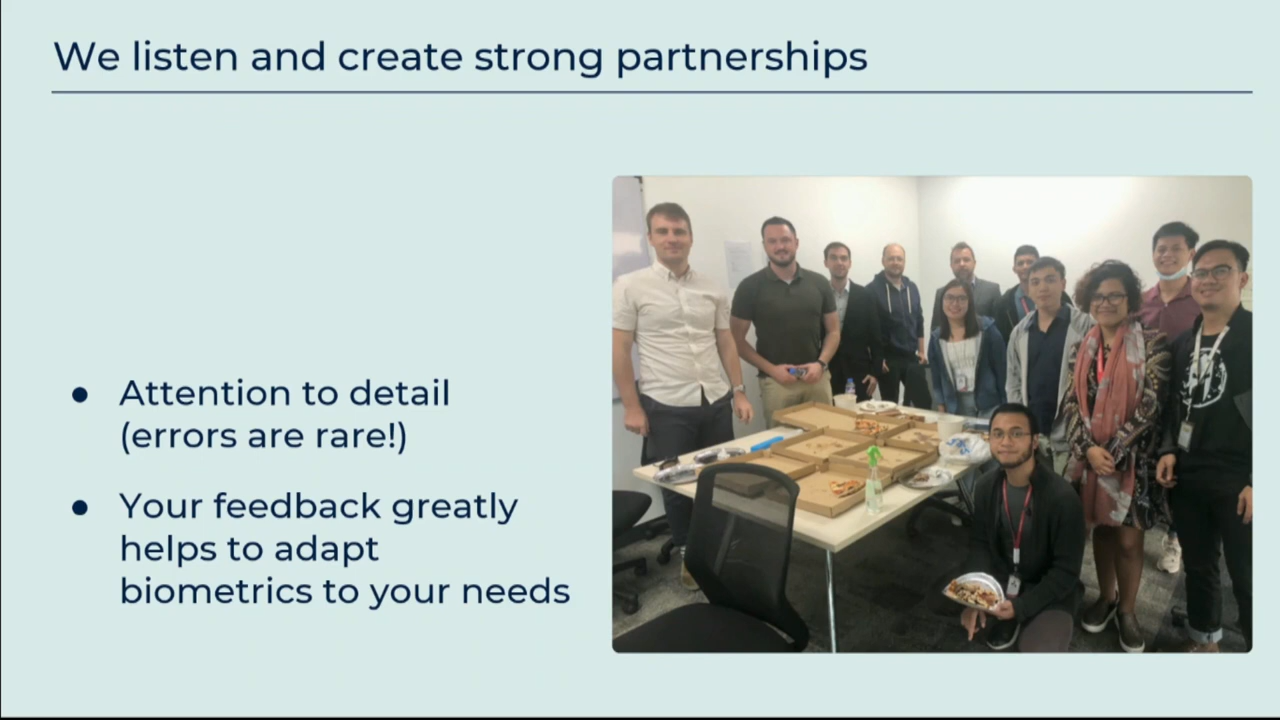 We listen and create strong partnerships
● Attention to detail
(errors are rare!)
● Your feedback greatly
helps to adapt
biometrics to your needs